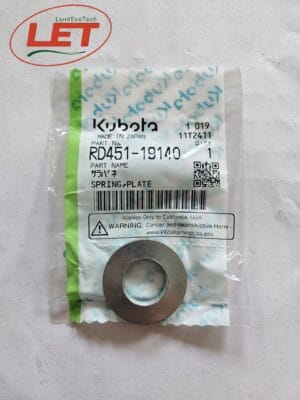 LandEcoTech
LET
Kubota
1 019
MADE IN JAPAN
11T2411
PART No.
Q'TY
RD451-19140
1
PART NAME
サラバネ
SPRING,PLATE
Applies Only to California, USA
WARNING: Cancer and Reproductive Harm -
www.P65Warnings.ca.gov